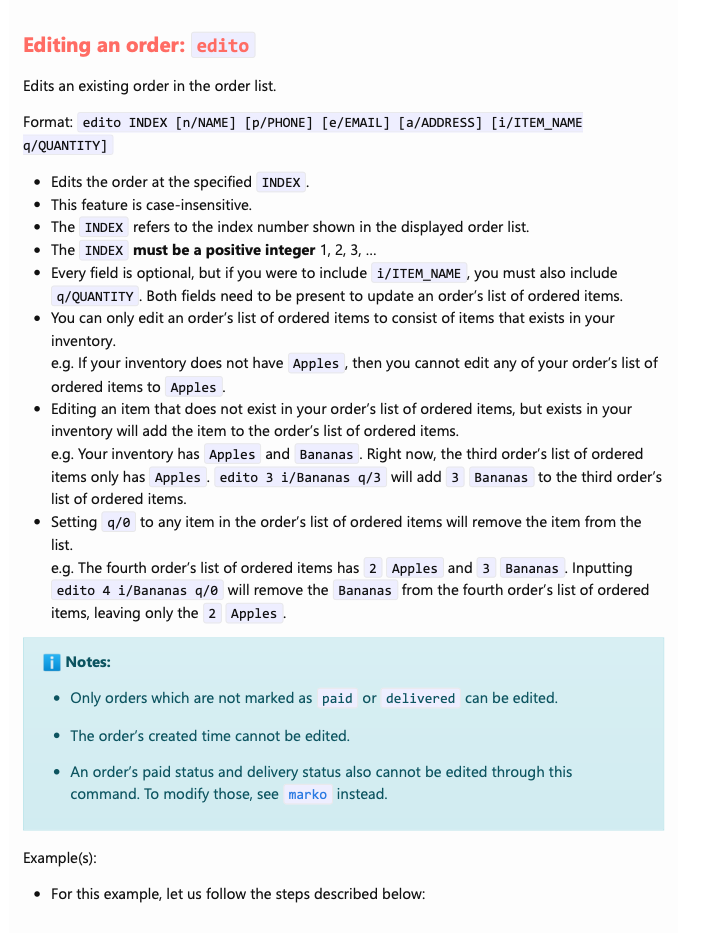 Editing an order: edito
Edits an existing order in the order list.
Format: edito INDEX [n/NAME] [p/PHONE] [e/EMAIL] [a/ADDRESS] [i/ITEM_NAME
q/QUANTITY]
• Edits the order at the specified INDEX.
• This feature is case-insensitive.
• The INDEX refers to the index number shown in the displayed order list.
• The INDEX must be a positive integer 1, 2, 3, …
• Every field is optional, but if you were to include i/ITEM_NAME, you must also include
q/QUANTITY. Both fields need to be present to update an order’s list of ordered items.
• You can only edit an order’s list of ordered items to consist of items that exists in your
inventory.
e.g. If your inventory does not have Apples, then you cannot edit any of your order’s list of
ordered items to Apples.
• Editing an item that does not exist in your order’s list of ordered items, but exists in your
inventory will add the item to the order’s list of ordered items.
e.g. Your inventory has Apples and Bananas. Right now, the third order’s list of ordered
items only has Apples. edito 3 i/Bananas q/3 will add 3 Bananas to the third order’s
list of ordered items.
• Setting q/0 to any item in the order’s list of ordered items will remove the item from the
list.
e.g. The fourth order’s list of ordered items has 2 Apples and 3 Bananas. Inputting
edito 4 i/Bananas q/0 will remove the Bananas from the fourth order’s list of ordered
items, leaving only the 2 Apples.
ℹ️ Notes:
• Only orders which are not marked as paid or delivered can be edited.
• The order’s created time cannot be edited.
• An order’s paid status and delivery status also cannot be edited through this
command. To modify those, see marko instead.
Example(s):
• For this example, let us follow the steps described below: